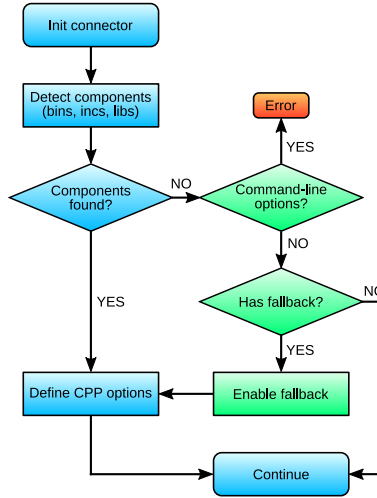 Init connector
Detect components
(bins, incs, libs)
Error
YES
Components
found?
NO
Command-line
options?
NO
YES
Has fallback?
NO
YES
Define CPP options
Enable fallback
Continue